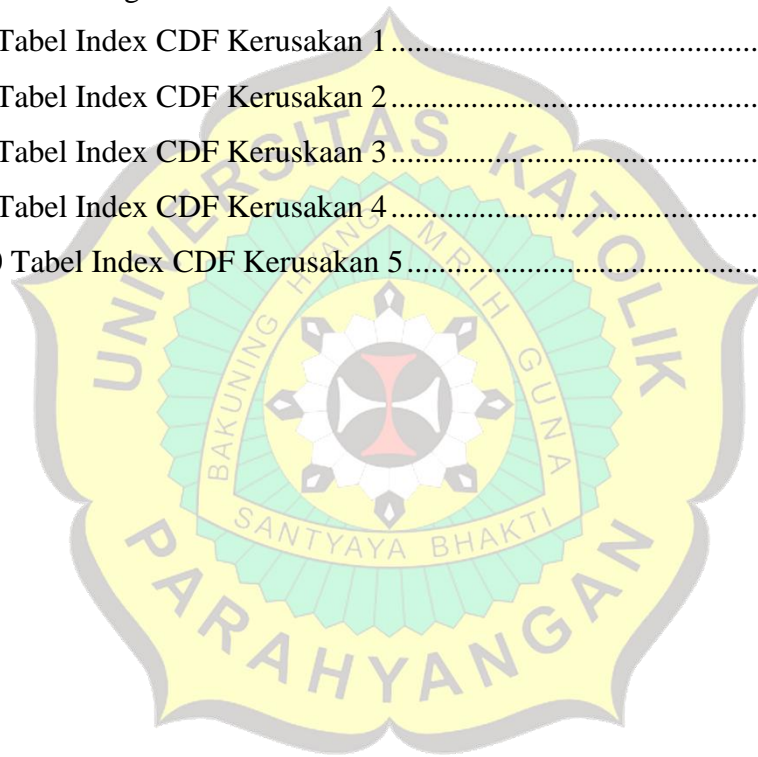 Tabel Index CDF Kerusakan 1..................................................
Tabel Index CDF Kerusakan 2..................................................
Tabel Index CDF Keruskaan 3..................................................
Tabel Index CDF Kerusakan 4..................................................
Tabel Index CDF Kerusakan 5................................................
UNIVERSITAS KATOLIK
PARAHYANGAN
BAKUNING HYANG MRIH GUNA
SANTYAYA BHAKTI